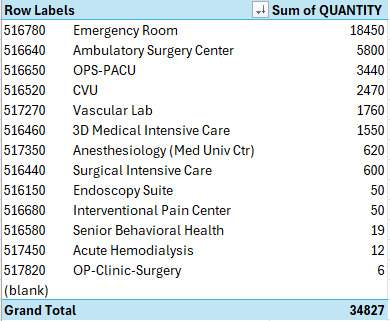 Row Labels Sum of QUANTITY
516780 Emergency Room 18450
516640 Ambulatory Surgery Center 5800
516650 OPS-PACU 3440
516520 CVU 2470
517270 Vascular Lab 1760
516460 3D Medical Intensive Care 1550
517350 Anesthesiology (Med Univ Ctr) 620
516440 Surgical Intensive Care 600
516150 Endoscopy Suite 50
516680 Interventional Pain Center 50
516580 Senior Behavioral Health 19
517450 Acute Hemodialysis 12
517820 OP-Clinic-Surgery 6
(blank)
Grand Total 34827